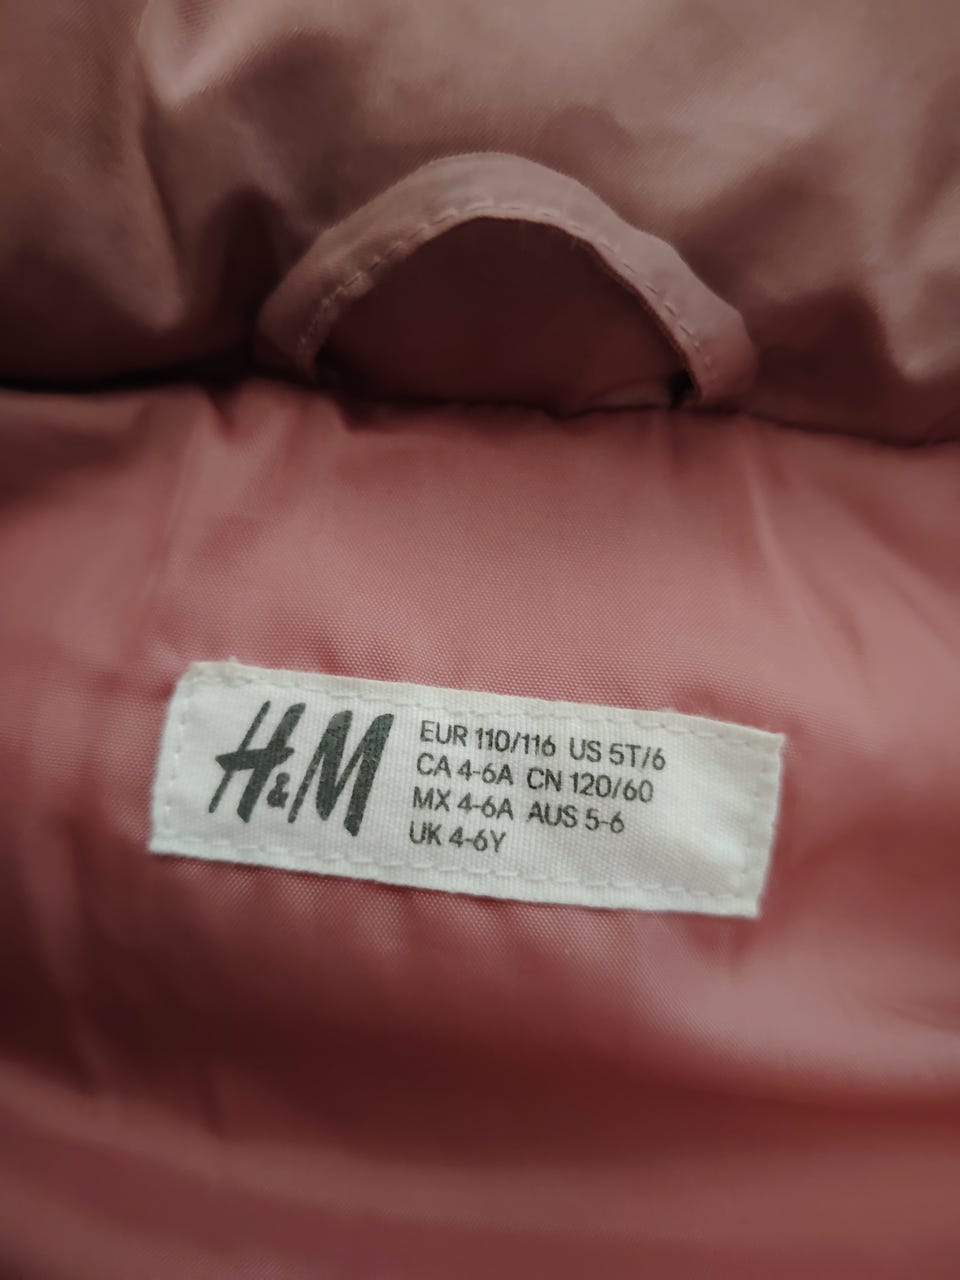 H&M
EUR 110/116 US 5T/6
CA 4-6A CN 120/60
MX 4-6A AUS 5-6
UK 4-6Y